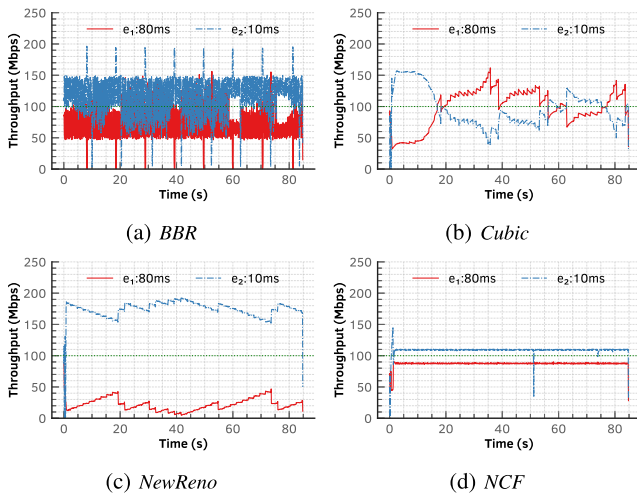 e₁:80ms e₂:10ms
Throughput (Mbps)
250
200
150
100
50
0
0 20 40 60 80
Time (s)
(a) BBR
e₁:80ms e₂:10ms
Throughput (Mbps)
250
200
150
100
50
0
0 20 40 60 80
Time (s)
(b) Cubic
e₁:80ms e₂:10ms
Throughput (Mbps)
250
200
150
100
50
0
0 20 40 60 80
Time (s)
(c) NewReno
e₁:80ms e₂:10ms
Throughput (Mbps)
250
200
150
100
50
0
0 20 40 60 80
Time (s)
(d) NCF